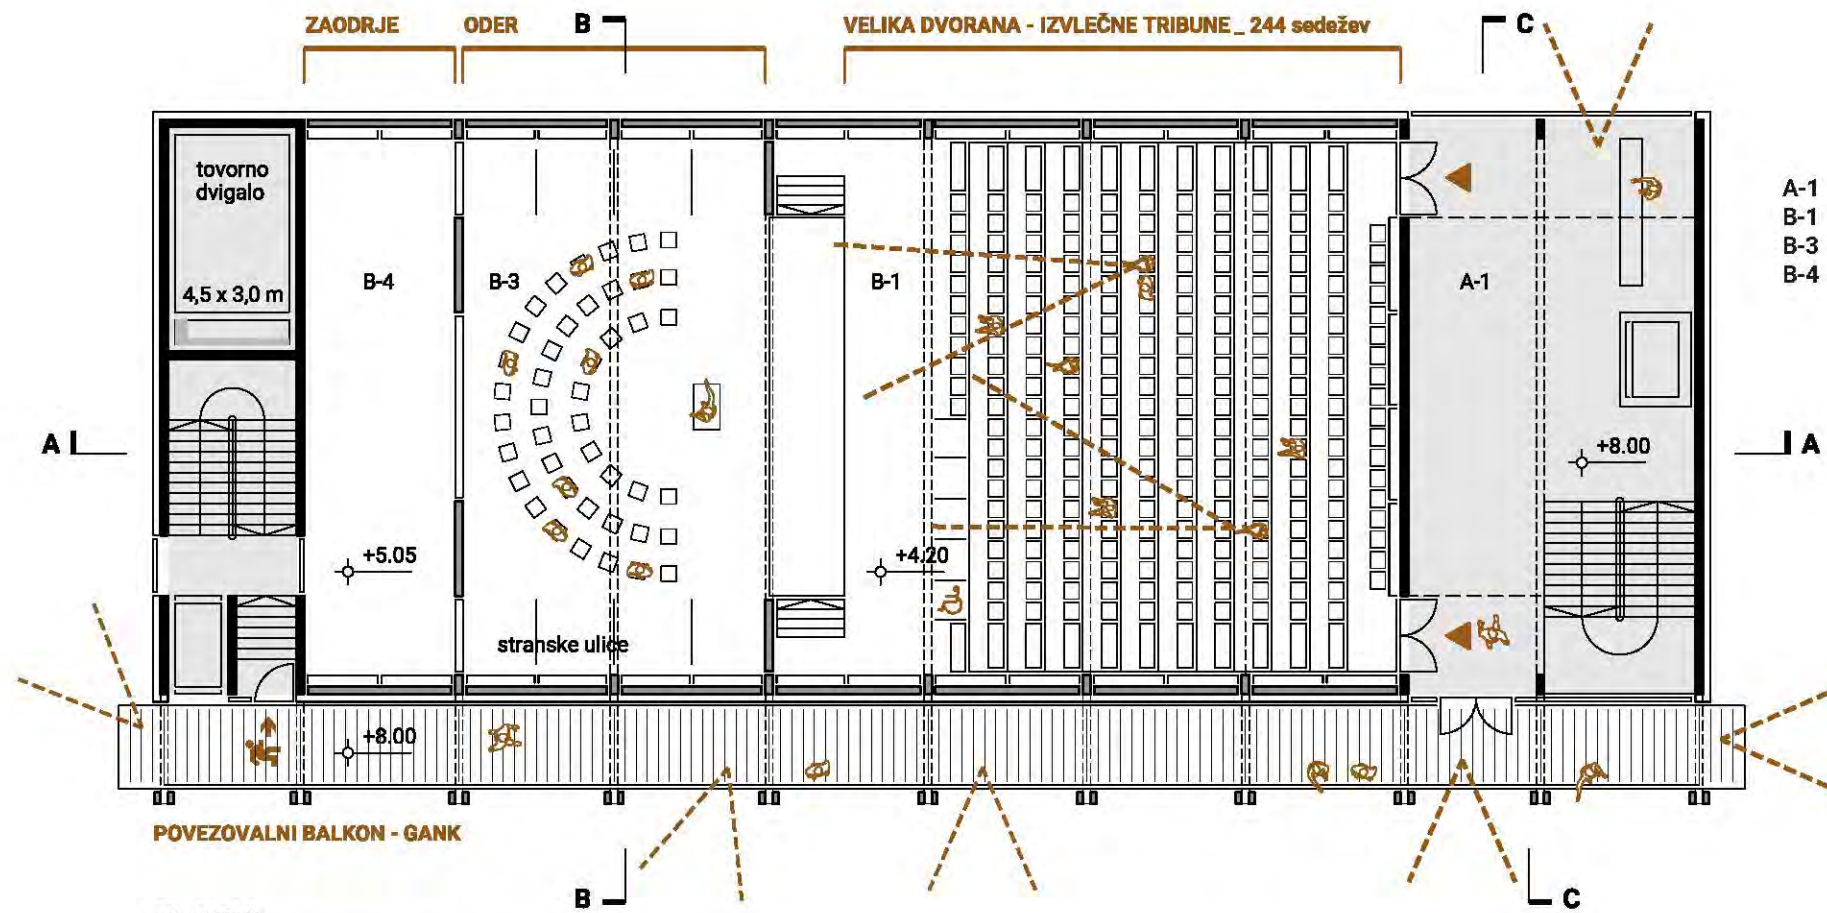 ZAODRJE
ODER
B
VELIKA DVORANA - IZVLEČNE TRIBUNE _ 244 sedežev
C
tovorno
dvigalo
4,5 x 3,0 m
B-4
B-3
B-1
A-1
A-1
B-1
B-3
B-4
A
A
+8.00
+5.05
+4.20
stranske ulice
+8.00
POVEZOVALNI BALKON - GANK
B
C